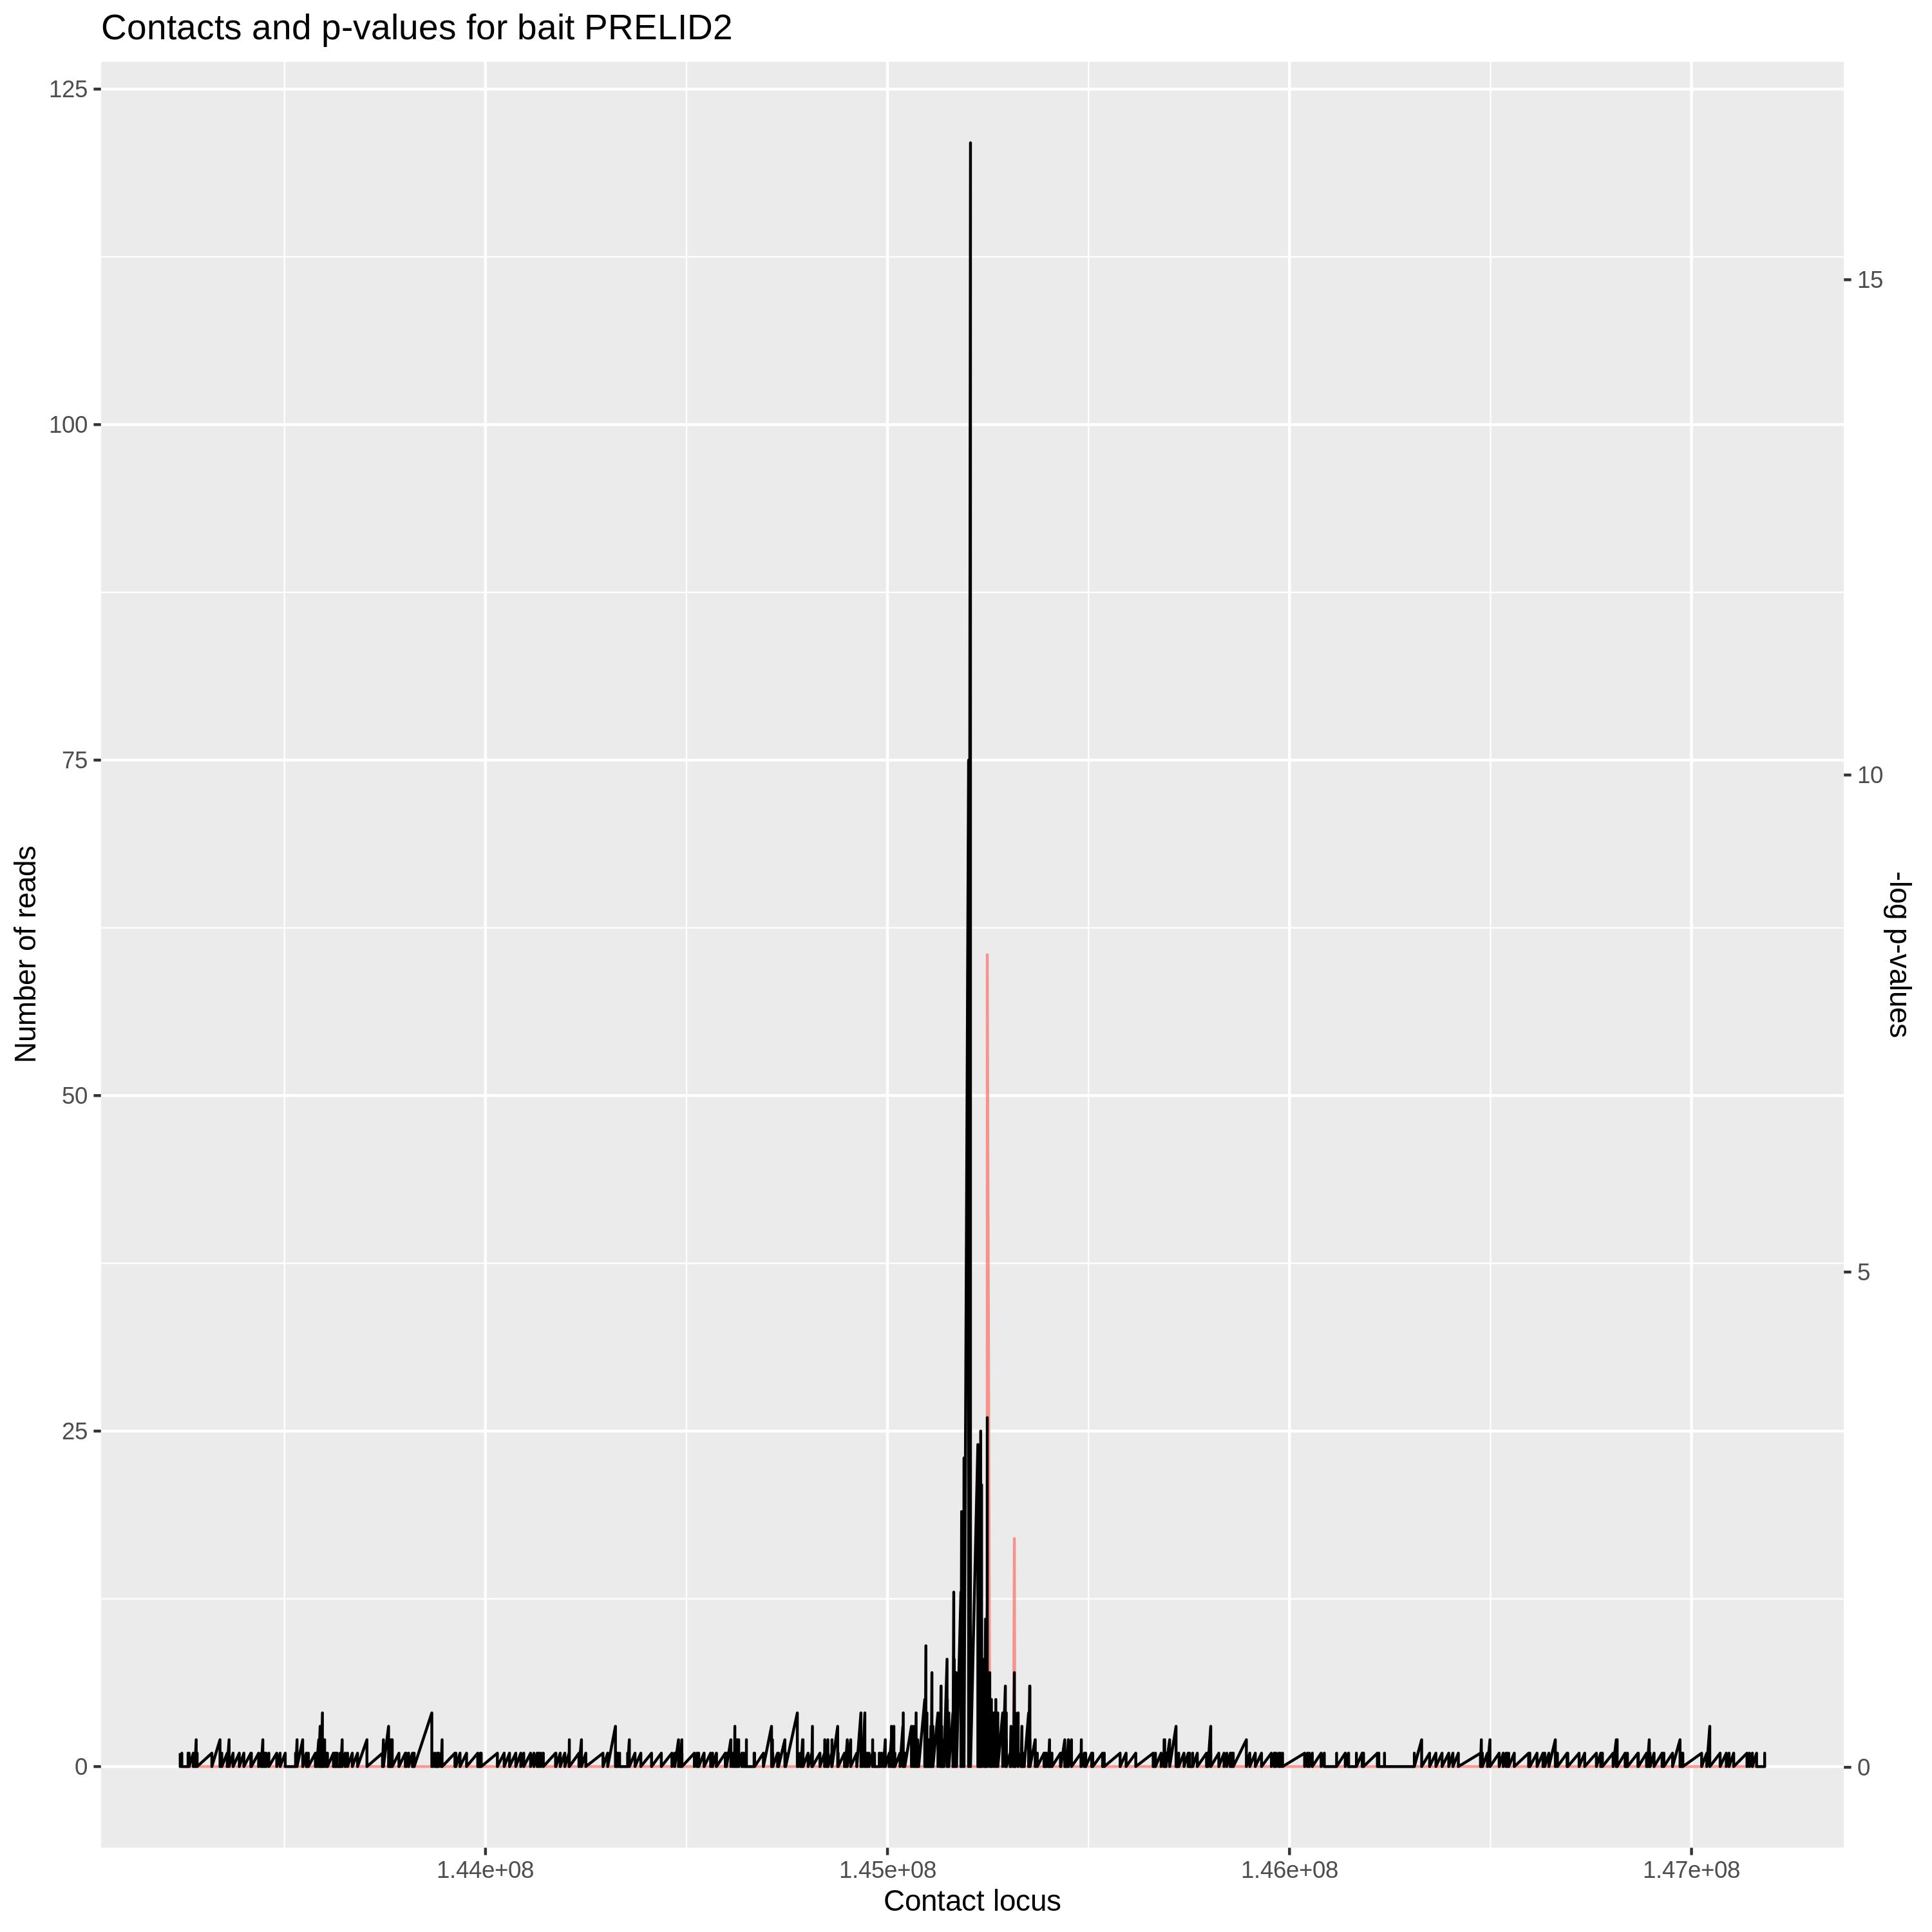 Contacts and p-values for bait PRELID2
125
100
75
50
25
0
Number of reads
15
10
5
0
-log p-values
1.44e+08
1.45e+08
1.46e+08
1.47e+08
Contact locus